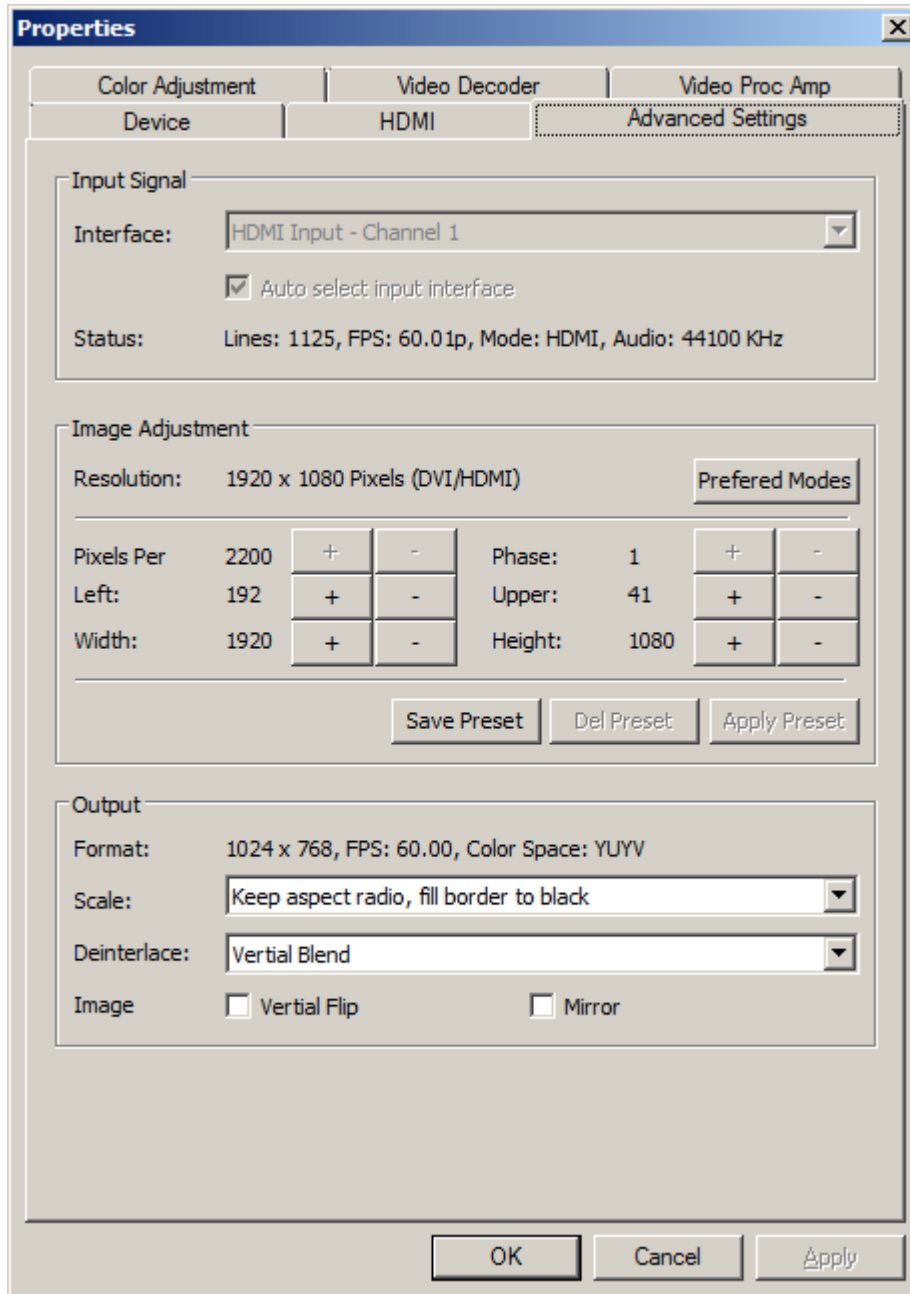 Properties
Color Adjustment Video Decoder Video Proc Amp
Device HDMI Advanced Settings
Input Signal
Interface: HDMI Input - Channel 1
Auto select input interface
Status: Lines: 1125, FPS: 60.01p, Mode: HDMI, Audio: 44100 KHz
Image Adjustment
Resolution: 1920 x 1080 Pixels (DVI/HDMI) Prefered Modes
Pixels Per 2200 + - Phase: 1 + -
Left: 192 + - Upper: 41 + -
Width: 1920 + - Height: 1080 + -
Save Preset Del Preset Apply Preset
Output
Format: 1024 x 768, FPS: 60.00, Color Space: YUYV
Scale: Keep aspect radio, fill border to black
Deinterlace: Vertial Blend
Image Vertial Flip Mirror
OK Cancel Apply